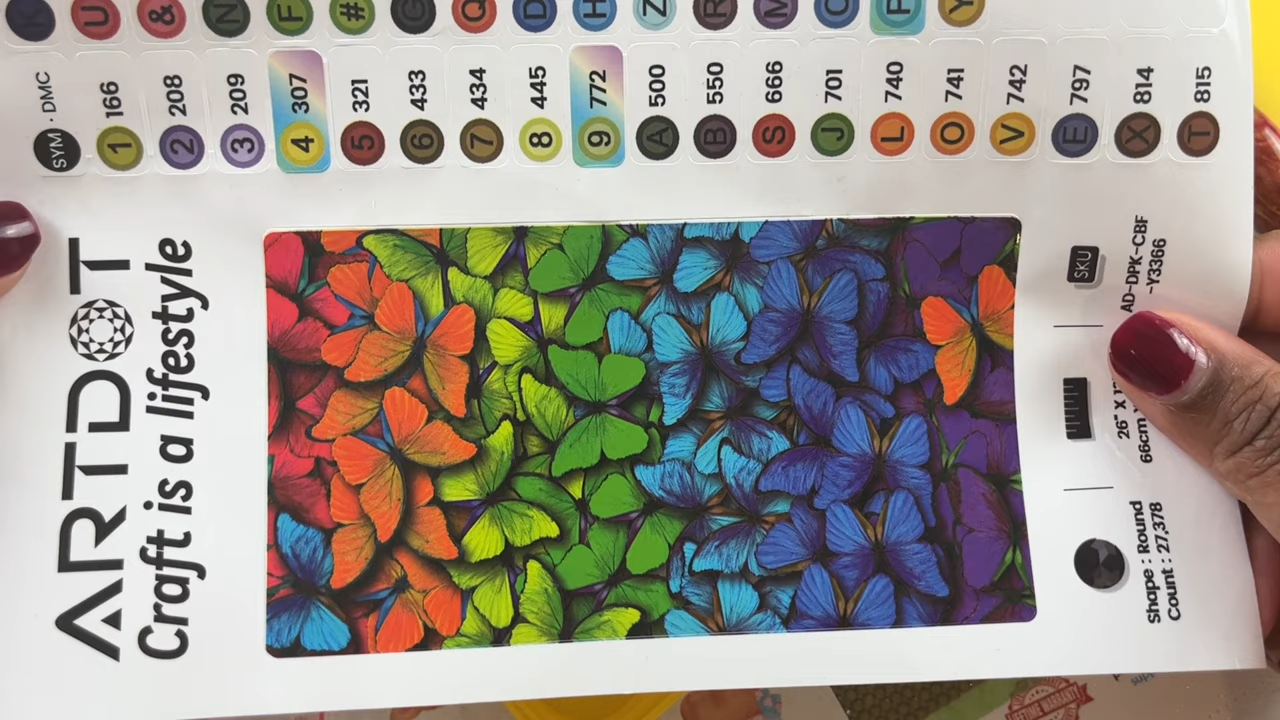 ARTDOT
Craft is a lifestyle
Shape : Round
Count : 27,378
26" X
66cm
SKU
AD-DPK-CBF
-Y3366
SYM · DMC
1 166
2 208
3 209
4 307
5 321
6 433
7 434
8 445
9 772
A 500
B 550
S 666
J 701
L 740
O 741
V 742
E 797
X 814
T 815
K
U
&
N
F
#
G
Q
D
H
Z
R
M
P
Y
LIFETIME WARRANTY